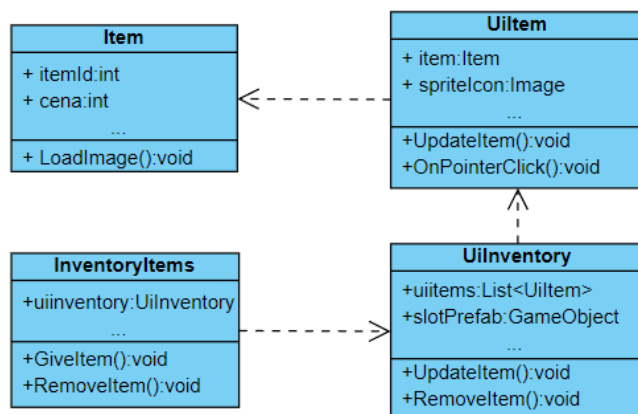 Item
+ itemId:int
+ cena:int
...
+ LoadImage():void
UiItem
+ item:Item
+ spriteIcon:Image
...
+UpdateItem():void
+OnPointerClick():void
InventoryItems
+uiinventory:UiInventory
...
+GiveItem():void
+RemoveItem():void
UiInventory
+uiitems:List<UiItem>
+slotPrefab:GameObject
...
+UpdateItem():void
+RemoveItem():void